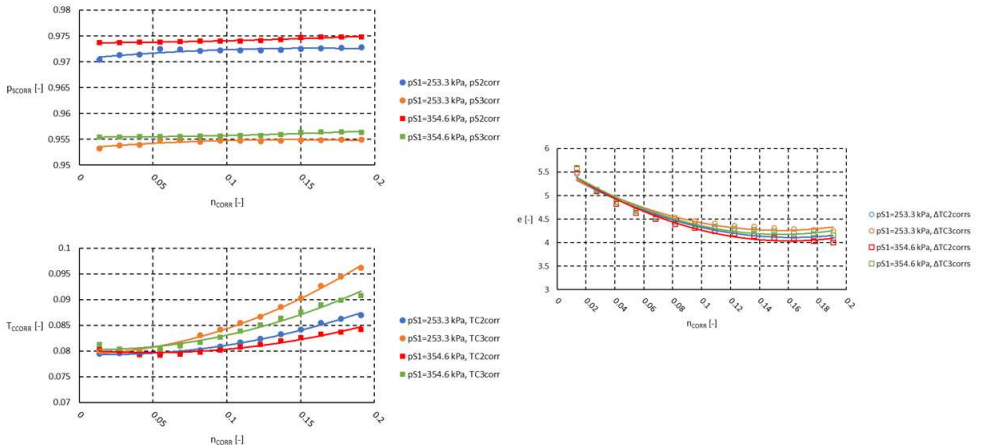 0.98
0.975
0.97
0.965
0.96
0.955
0.95
pSCORR [-]
0
0.05
0.1
0.15
0.2
nCORR [-]
pS1=253.3 kPa, pS2corr
pS1=253.3 kPa, pS3corr
pS1=354.6 kPa, pS2corr
pS1=354.6 kPa, pS3corr
0.1
0.095
0.09
0.085
0.08
0.075
0.07
TCCORR [-]
0
0.05
0.1
0.15
0.2
nCORR [-]
pS1=253.3 kPa, TC2corr
pS1=253.3 kPa, TC3corr
pS1=354.6 kPa, TC2corr
pS1=354.6 kPa, TC3corr
6
5.5
5
4.5
4
3.5
3
e [-]
0
0.02
0.04
0.06
0.08
0.1
0.12
0.14
0.16
0.18
0.2
nCORR [-]
pS1=253.3 kPa, ΔTC2corrs
pS1=253.3 kPa, ΔTC3corrs
pS1=354.6 kPa, ΔTC2corrs
pS1=354.6 kPa, ΔTC3corrs